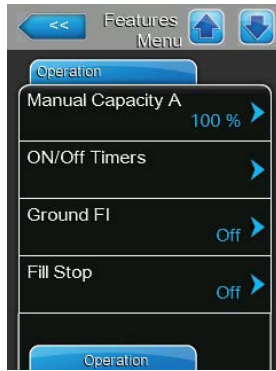 <<
Features
Menu
Operation
Manual Capacity A
100 %
ON/Off Timers
Ground FI
Off
Fill Stop
Off
Operation